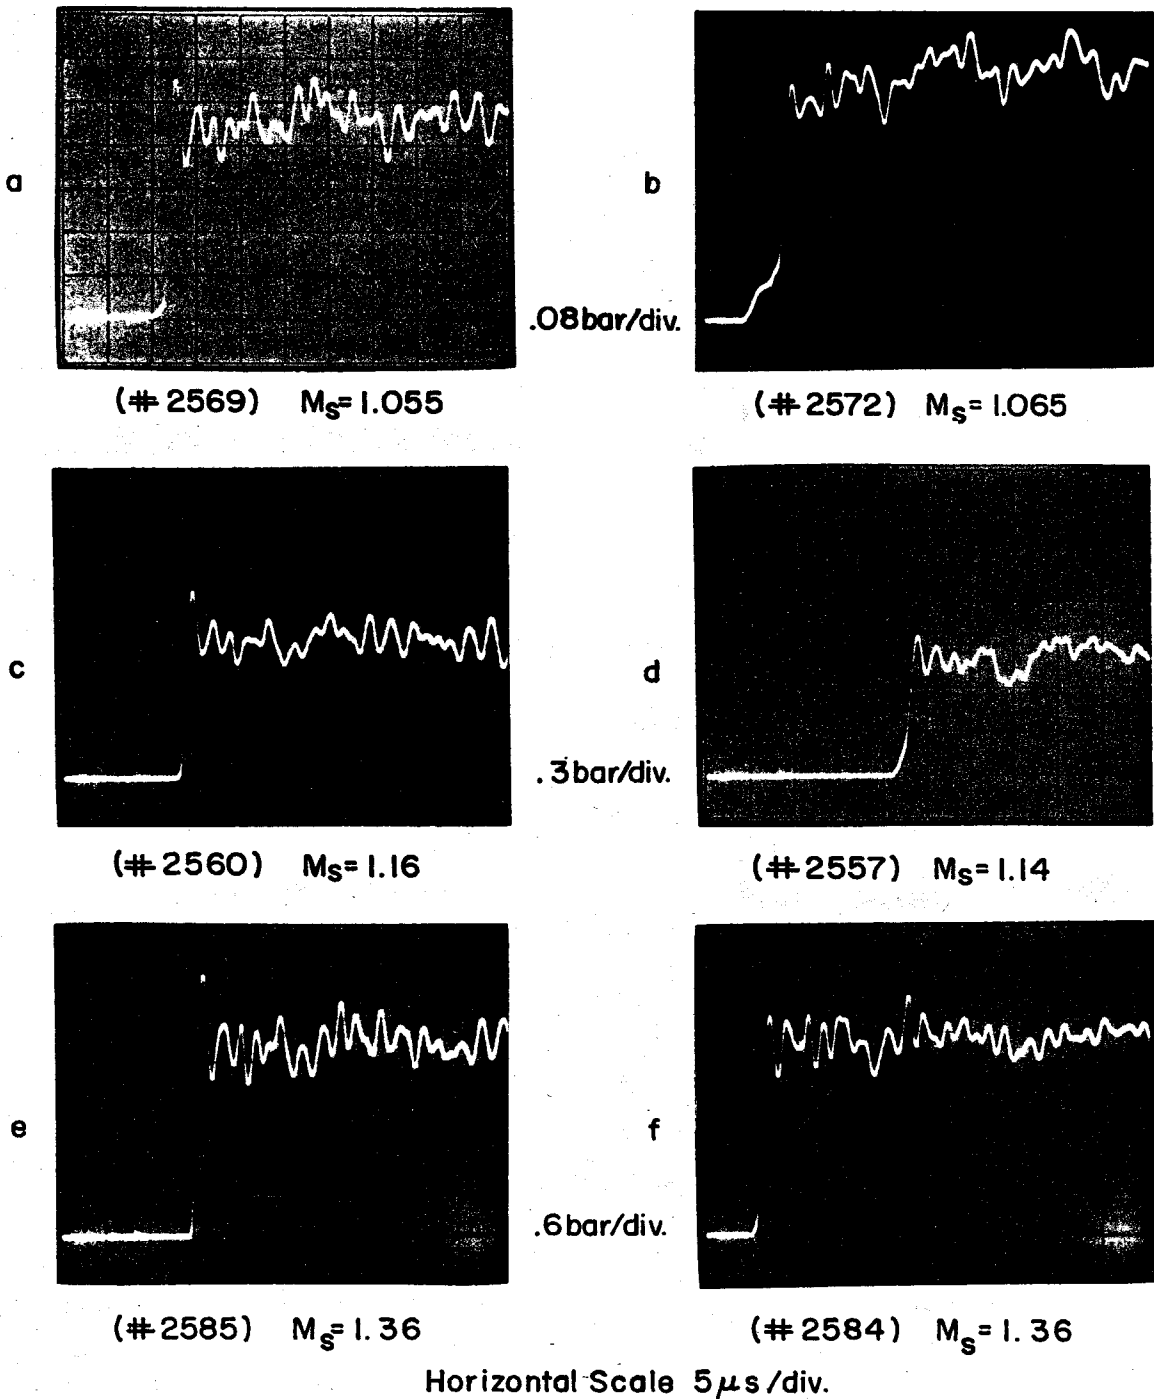 a
b
.08bar/div.
(#2569) Ms=1.055
(#2572) Ms=1.065
c
d
.3bar/div.
(#2560) Ms=1.16
(#2557) Ms=1.14
e
f
.6bar/div.
(#2585) Ms=1.36
(#2584) Ms=1.36
Horizontal Scale 5μs/div.